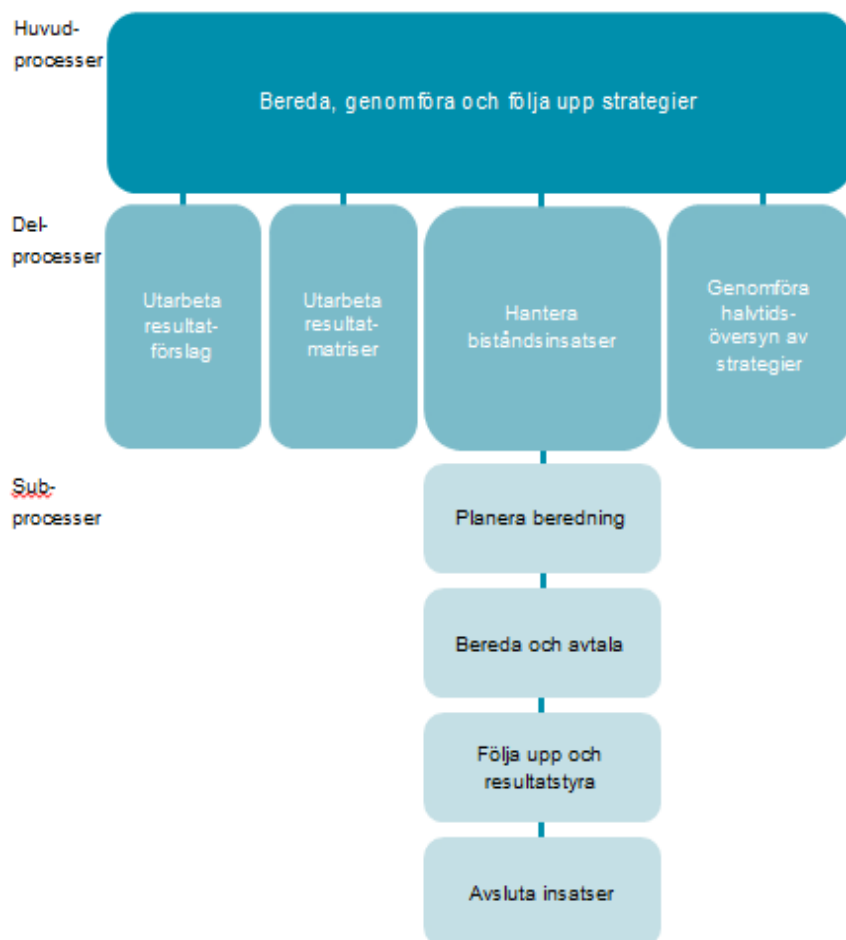 Huvud-
processer
Bereda, genomföra och följa upp strategier
Del-
processer
Utarbeta
resultat-
förslag
Utarbeta
resultat-
matriser
Hantera
biståndsinsatser
Genomföra
halvtids-
översyn av
strategier
Sub-
processer
Planera beredning
Bereda och avtala
Följa upp och
resultatstyra
Avsluta insatser